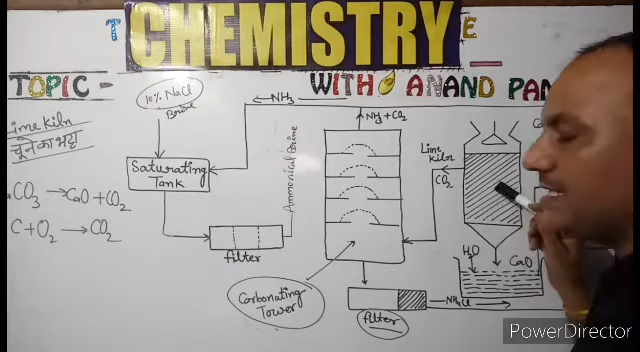 T CHEMISTRY E
TOPIC -
WITH ANAND PAN
10% NaCl
Brine
NH3
NH3 + CO2
Lime Kiln
चूने का भट्टा
CO3 → CaO + CO2
C + O2 → CO2
Saturating
Tank
Ammonical Brine
filter
Carbonating
Tower
Lime
Kiln
CO2
H2O
CaO
filter
NH4Cl
PowerDirector